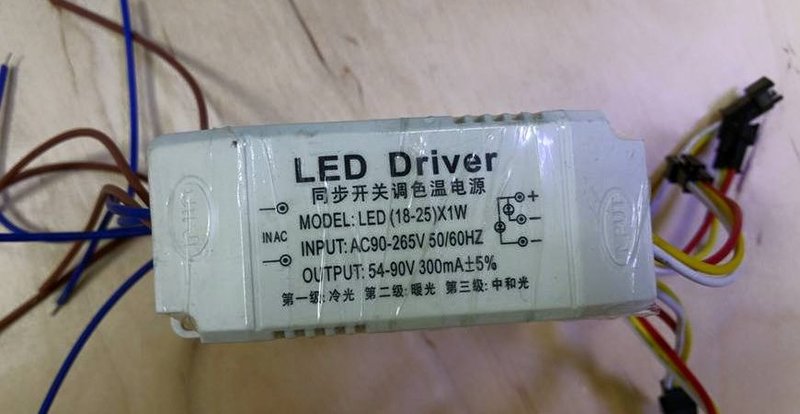 LED Driver
同步开关调色温电源
MODEL: LED (18-25)X1W
IN AC
INPUT: AC90-265V 50/60HZ
OUTPUT: 54-90V 300mA±5%
第一级: 冷光 第二级: 暖光 第三级: 中和光
+
−
−